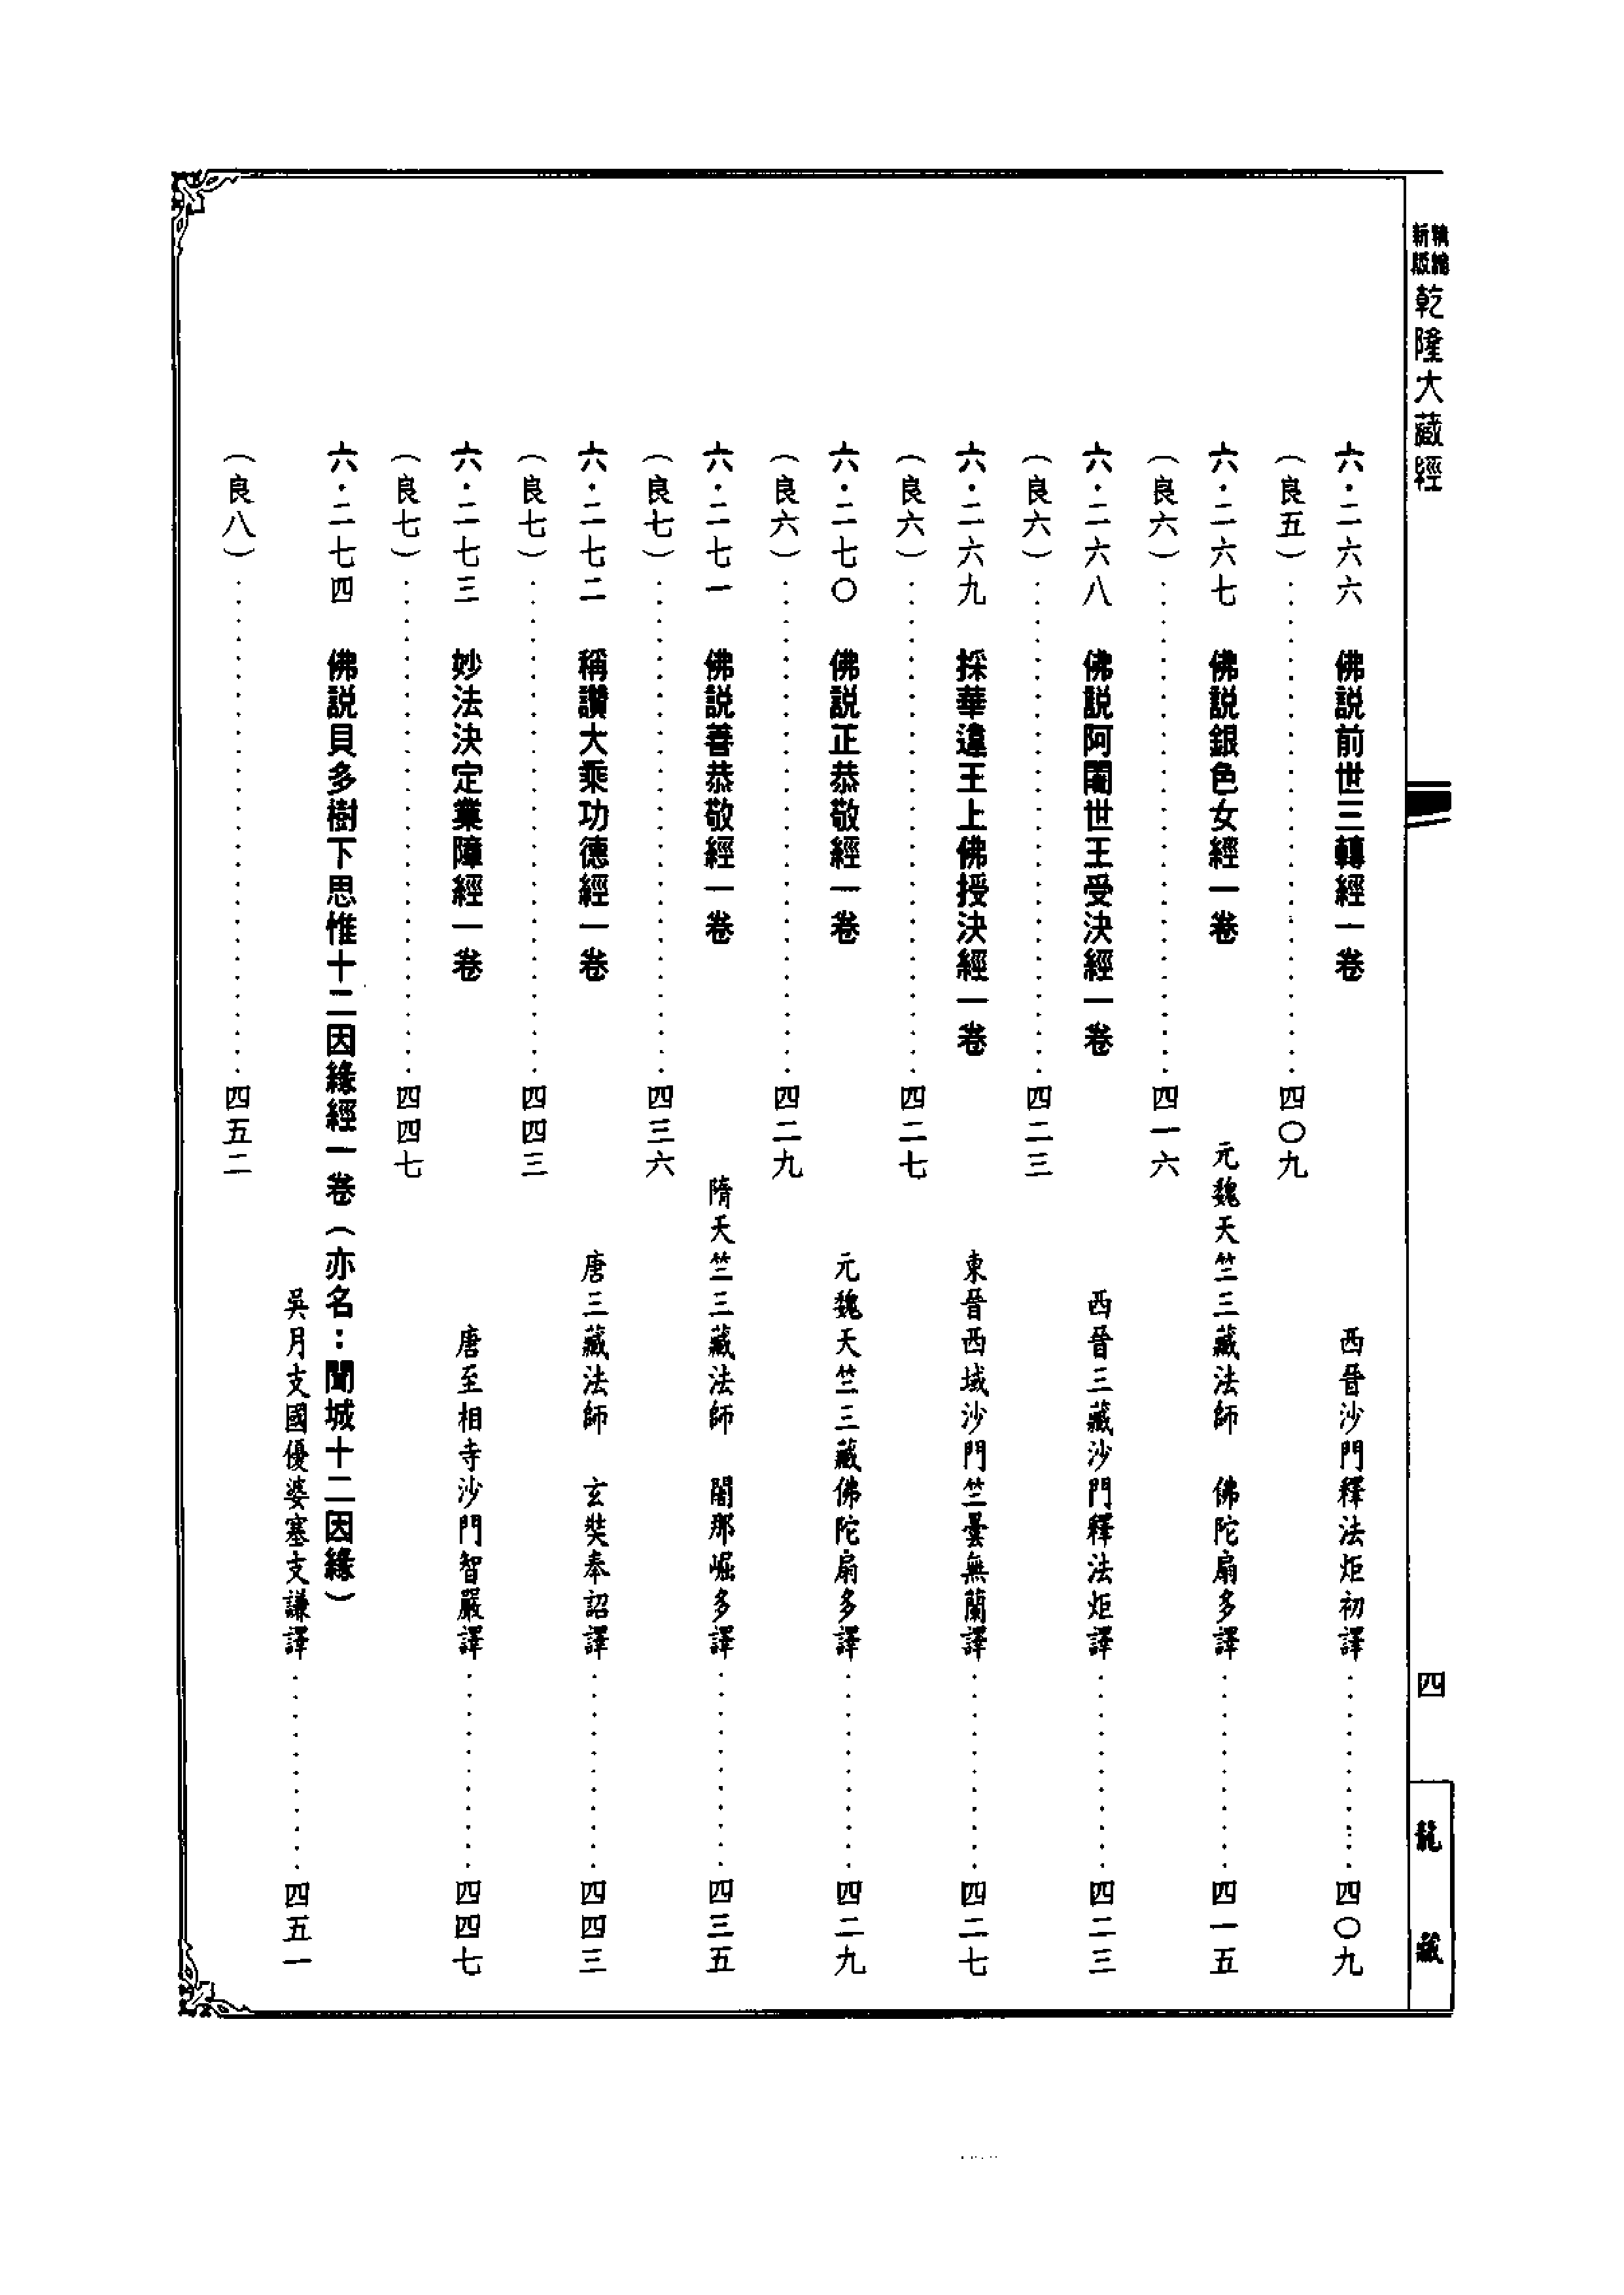 新版
精縮
乾隆大藏經
四
龍藏
六·二六六　佛説前世三轉經一卷　西晉沙門釋法炬初譯…………四〇九
（良五）…………四〇九
六·二六七　佛説銀色女經一卷　元魏天竺三藏法師　佛陀扇多譯…………四一五
（良六）…………四一六
六·二六八　佛説阿闍世王受決經一卷　西晉三藏沙門釋法炬譯…………四二三
（良六）…………四二三
六·二六九　採華違王上佛授決經一卷　東晉西域沙門竺曇無蘭譯…………四二七
（良六）…………四二七
六·二七〇　佛説正恭敬經一卷　元魏天竺三藏佛陀扇多譯…………四二九
（良六）…………四二九
六·二七一　佛説善恭敬經一卷　隋天竺三藏法師　闍那崛多譯…………四三五
（良七）…………四三六
六·二七二　稱讚大乘功德經一卷　唐三藏法師　玄奘奉詔譯…………四四三
（良七）…………四四三
六·二七三　妙法決定業障經一卷　唐至相寺沙門智嚴譯…………四四七
（良七）…………四四七
六·二七四　佛説貝多樹下思惟十二因緣經一卷（亦名：聞城十二因緣）
吳月支國優婆塞支謙譯…………四五一
（良八）…………四五二